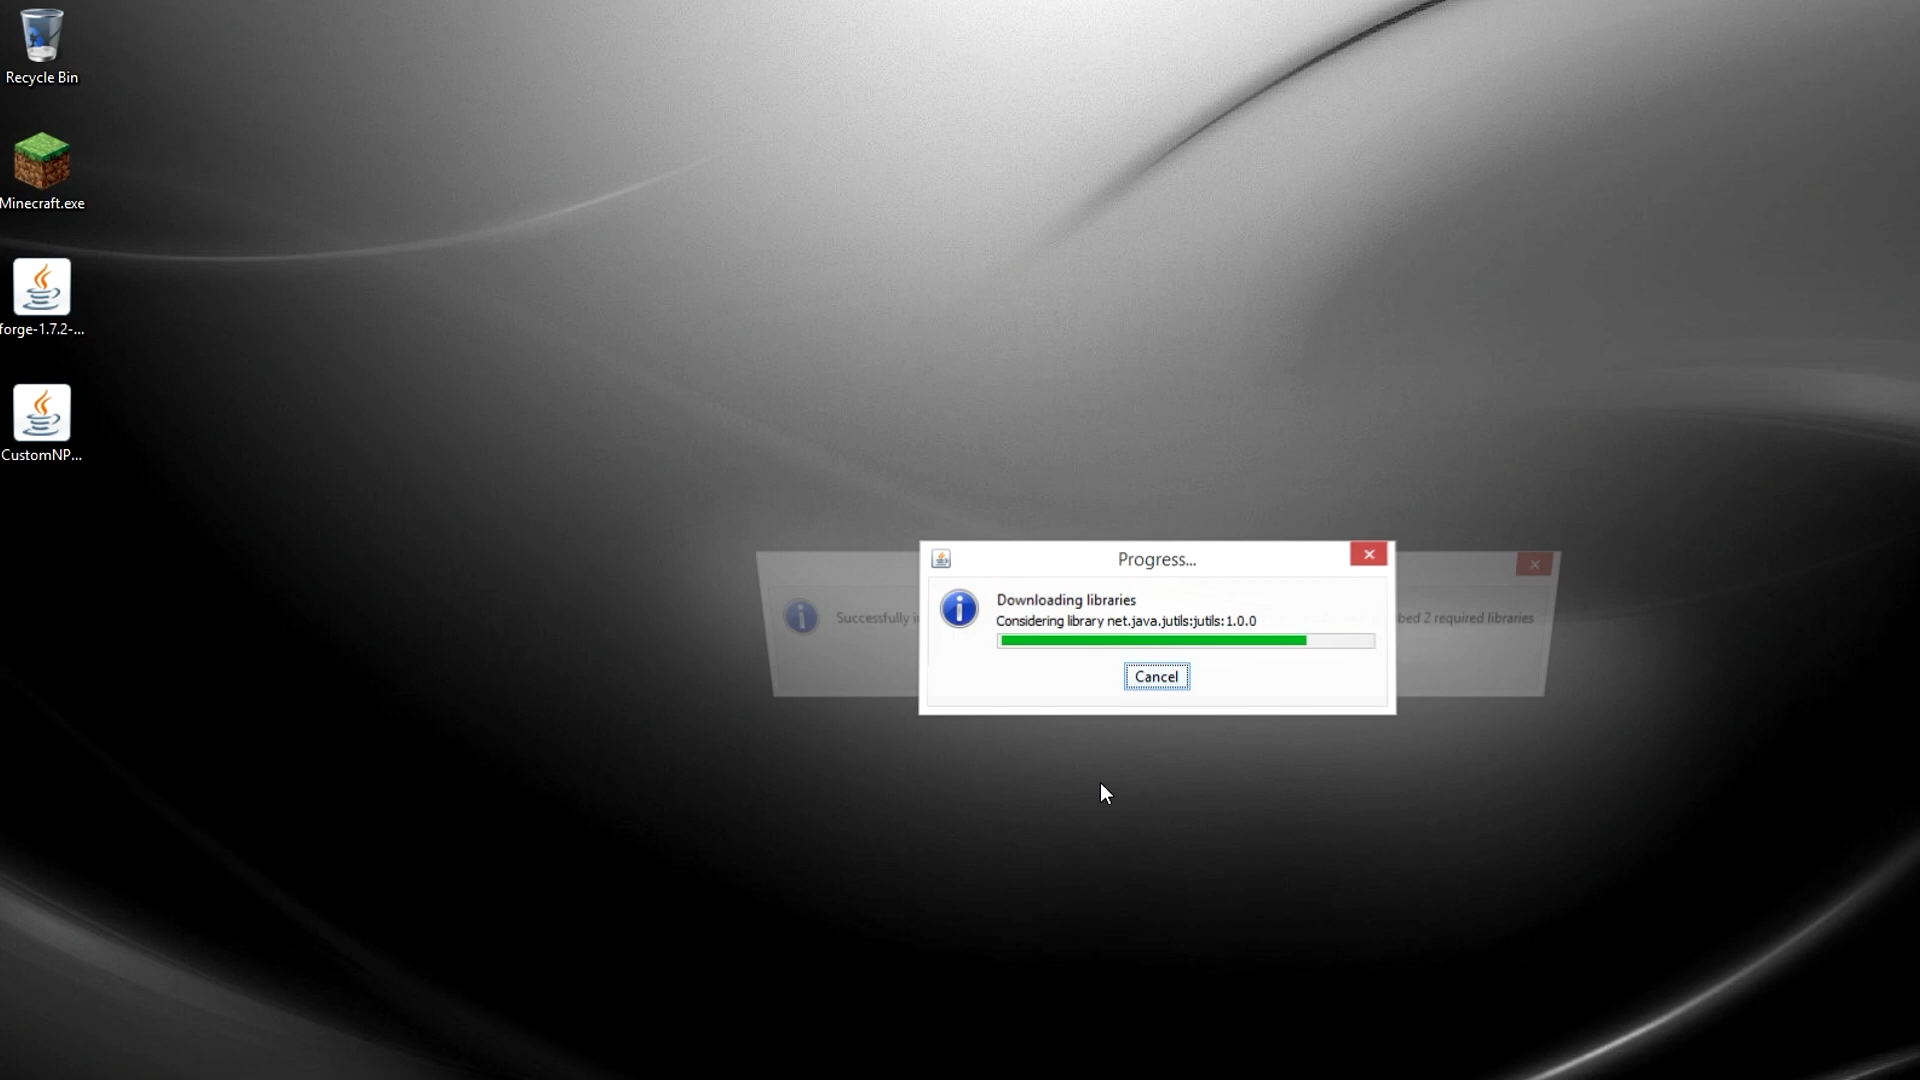 Recycle Bin
Minecraft.exe
forge-1.7.2-...
CustomNP...
Progress...
Downloading libraries
Considering library net.java.jutils:jutils:1.0.0
Cancel
Successfully
2 required libraries